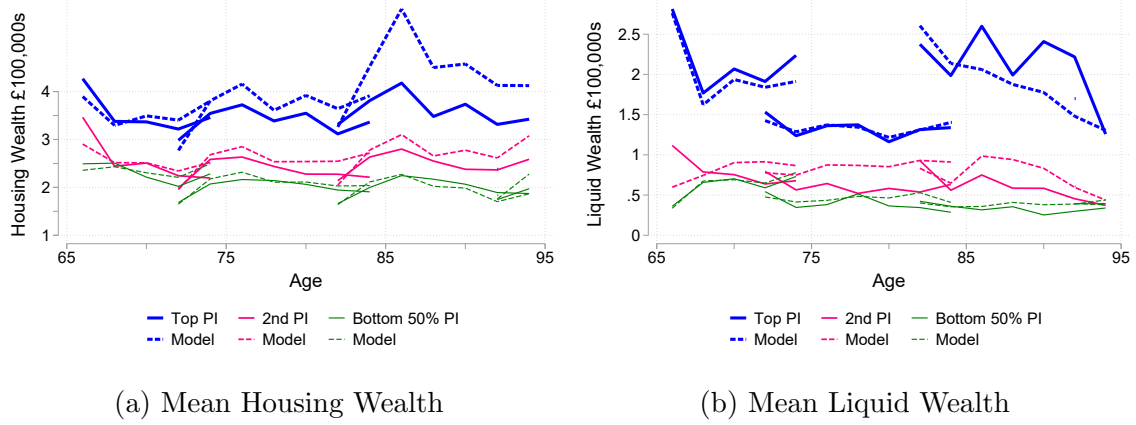 Housing Wealth £100,000s
4
3
2
1
65
75
85
95
Age
Top PI
2nd PI
Bottom 50% PI
Model
Model
Model
(a) Mean Housing Wealth
Liquid Wealth £100,000s
2.5
2
1.5
1
.5
0
65
75
85
95
Age
Top PI
2nd PI
Bottom 50% PI
Model
Model
Model
(b) Mean Liquid Wealth